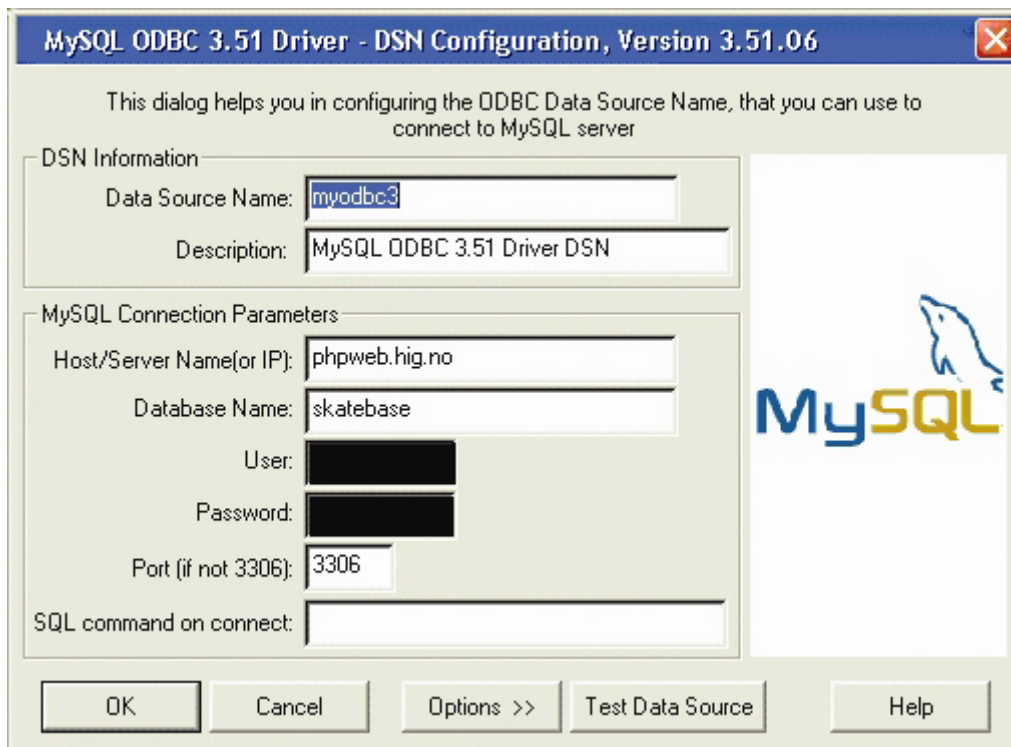 MySQL ODBC 3.51 Driver - DSN Configuration, Version 3.51.06
This dialog helps you in configuring the ODBC Data Source Name, that you can use to
connect to MySQL server
DSN Information
Data Source Name: myodbc3
Description: MySQL ODBC 3.51 Driver DSN
MySQL Connection Parameters
Host/Server Name(or IP): phpweb.hig.no
Database Name: skatebase
User:
Password:
Port (if not 3306): 3306
SQL command on connect:
MySQL
OK Cancel Options >> Test Data Source Help